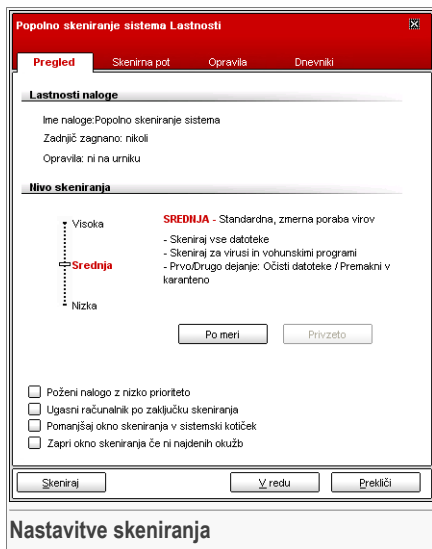 Popolno skeniranje sistema Lastnosti
Pregled Skenirna pot Opravila Dnevniki
Lastnosti naloge
Ime naloge:Popolno skeniranje sistema
Zadnjič zagnano: nikoli
Opravila: ni na urniku
Nivo skeniranja
Visoka
Srednja
Nizka
SREDNJA - Standardna, zmerna poraba virov
- Skeniraj vse datoteke
- Skeniraj za virusi in vohunskimi programi
- Prvo/Drugo dejanje: Očisti datoteke / Premakni v
karanteno
Po meri Privzeto
Poženi nalogo z nizko prioriteto
Ugasni računalnik po zaključku skeniranja
Pomanjšaj okno skeniranja v sistemski kotiček
Zapri okno skeniranja če ni najdenih okužb
Skeniraj V redu Prekliči
Nastavitve skeniranja